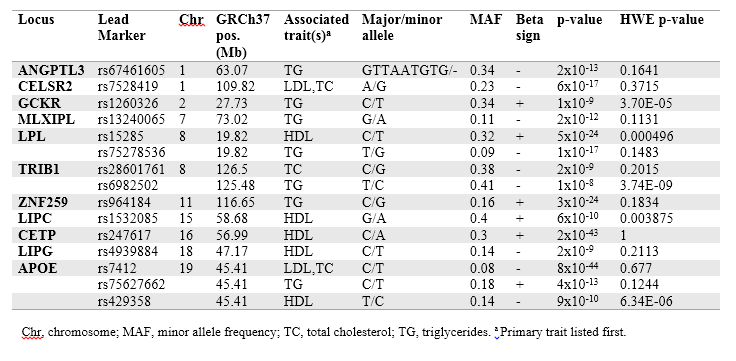 Locus Lead Marker Chr GRCh37 pos. (Mb) Associated trait(s)ª Major/minor allele MAF Beta sign p-value HWE p-value
ANGPTL3 rs67461605 1 63.07 TG GTTAATGTG/- 0.34 - 2x10⁻¹³ 0.1641
CELSR2 rs7528419 1 109.82 LDL,TC A/G 0.23 - 6x10⁻¹⁷ 0.3715
GCKR rs1260326 2 27.73 TG C/T 0.34 + 1x10⁻⁹ 3.70E-05
MLXIPL rs13240065 7 73.02 TG G/A 0.11 - 2x10⁻¹² 0.1131
LPL rs15285 8 19.82 HDL C/T 0.32 + 5x10⁻²⁴ 0.000496
rs75278536 19.82 TG T/G 0.09 - 1x10⁻¹⁷ 0.1483
TRIB1 rs28601761 8 126.5 TC C/G 0.38 - 2x10⁻⁹ 0.2015
rs6982502 125.48 TG T/C 0.41 - 1x10⁻⁸ 3.74E-09
ZNF259 rs964184 11 116.65 TG C/G 0.16 + 3x10⁻²⁴ 0.1834
LIPC rs1532085 15 58.68 HDL G/A 0.4 + 6x10⁻¹⁰ 0.003875
CETP rs247617 16 56.99 HDL C/A 0.3 + 2x10⁻⁴³ 1
LIPG rs4939884 18 47.17 HDL C/T 0.14 - 2x10⁻⁹ 0.2113
APOE rs7412 19 45.41 LDL,TC C/T 0.08 - 8x10⁻⁴⁴ 0.677
rs75627662 45.41 TG C/T 0.18 + 4x10⁻¹³ 0.1244
rs429358 45.41 HDL T/C 0.14 - 9x10⁻¹⁰ 6.34E-06
Chr, chromosome; MAF, minor allele frequency; TC, total cholesterol; TG, triglycerides. ª Primary trait listed first.